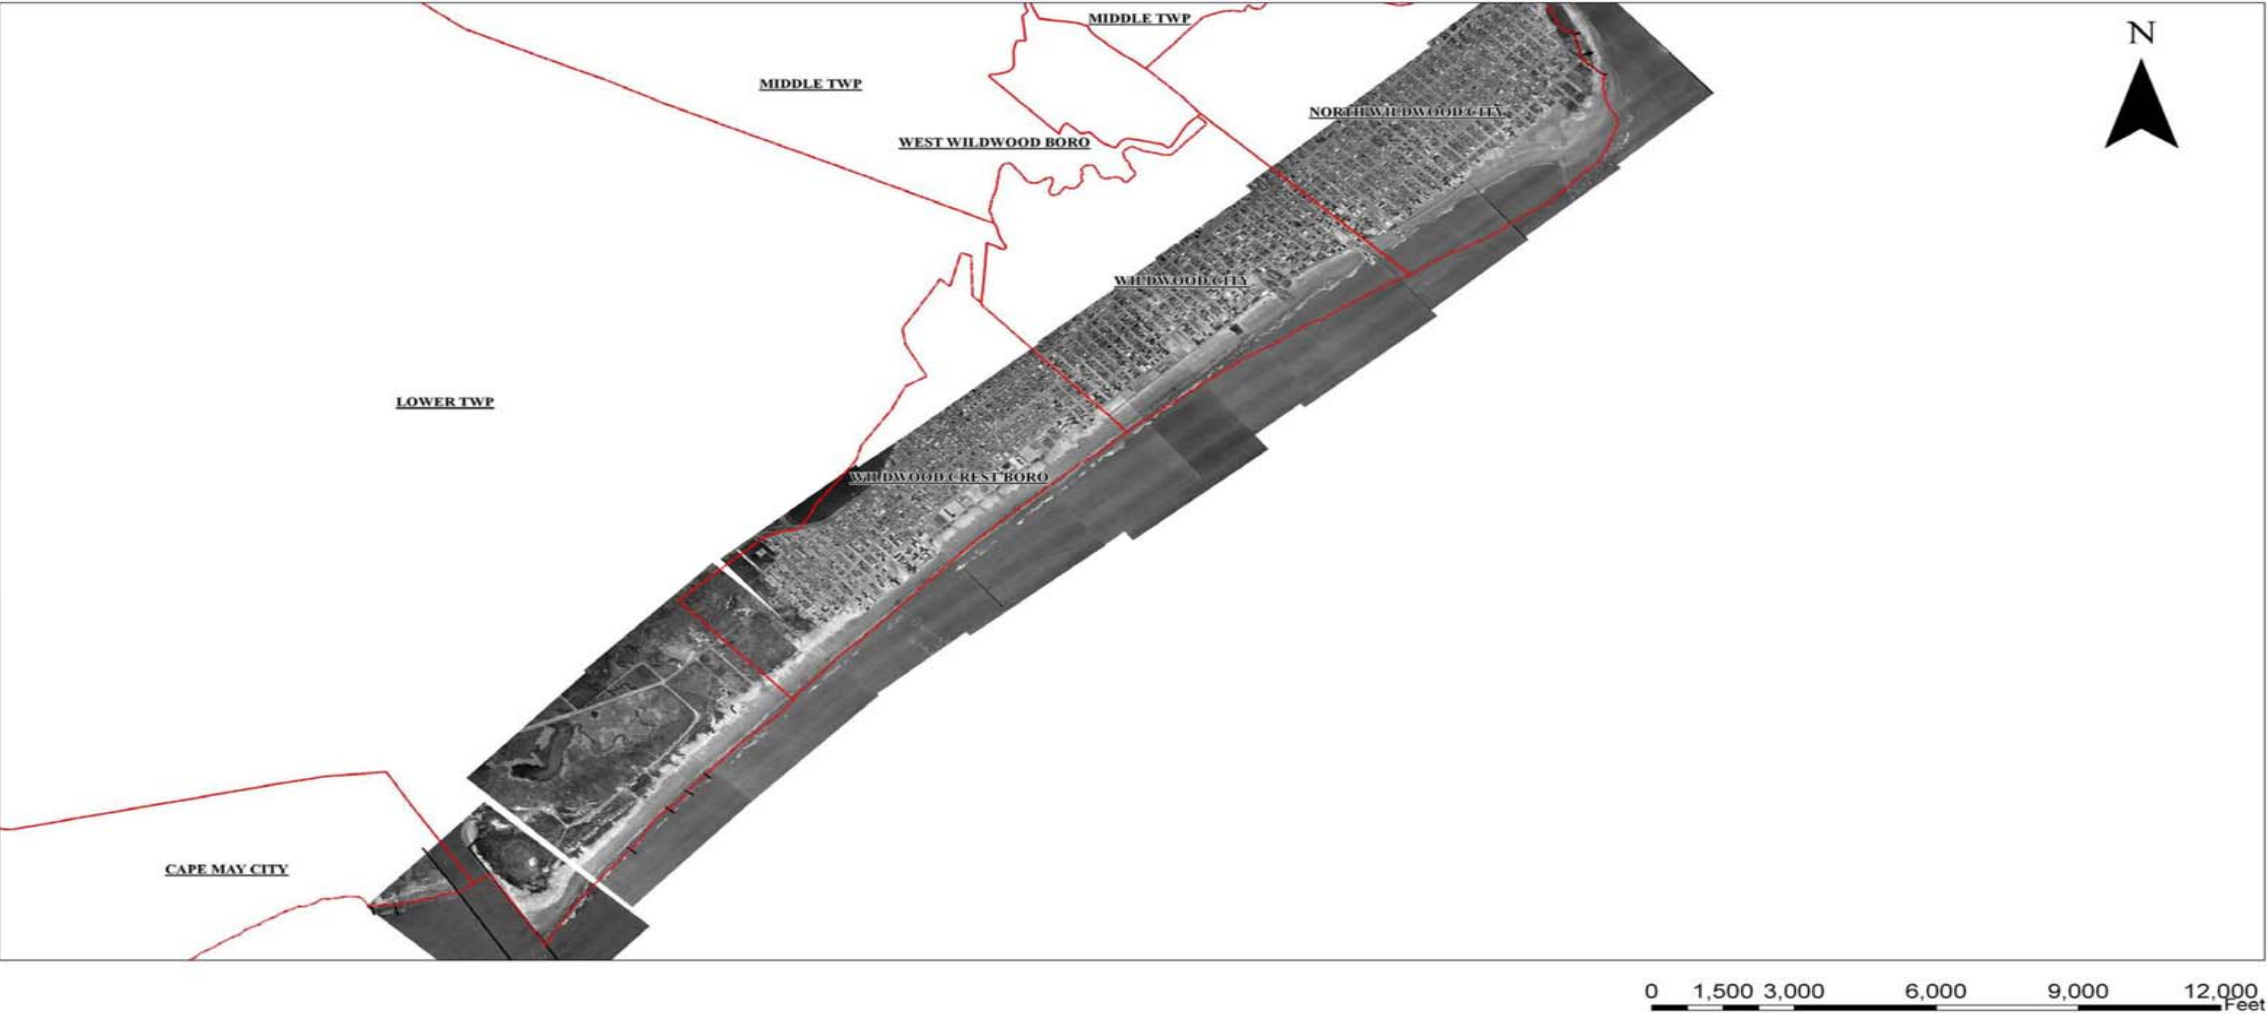 MIDDLE TWP
N
MIDDLE TWP
NORTH WILDWOOD CITY
WEST WILDWOOD BORO
WILDWOOD CITY
LOWER TWP
WILDWOOD CREST BORO
CAPE MAY CITY
0 1,500 3,000 6,000 9,000 12,000
Feet